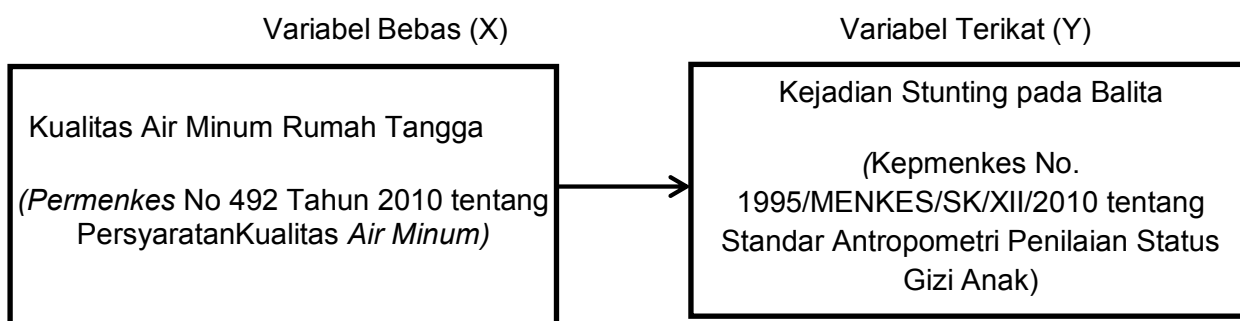 Variabel Bebas (X)
Variabel Terikat (Y)
Kualitas Air Minum Rumah Tangga
(Permenkes No 492 Tahun 2010 tentang
PersyaratanKualitas Air Minum)
Kejadian Stunting pada Balita
(Kepmenkes No.
1995/MENKES/SK/XII/2010 tentang
Standar Antropometri Penilaian Status
Gizi Anak)